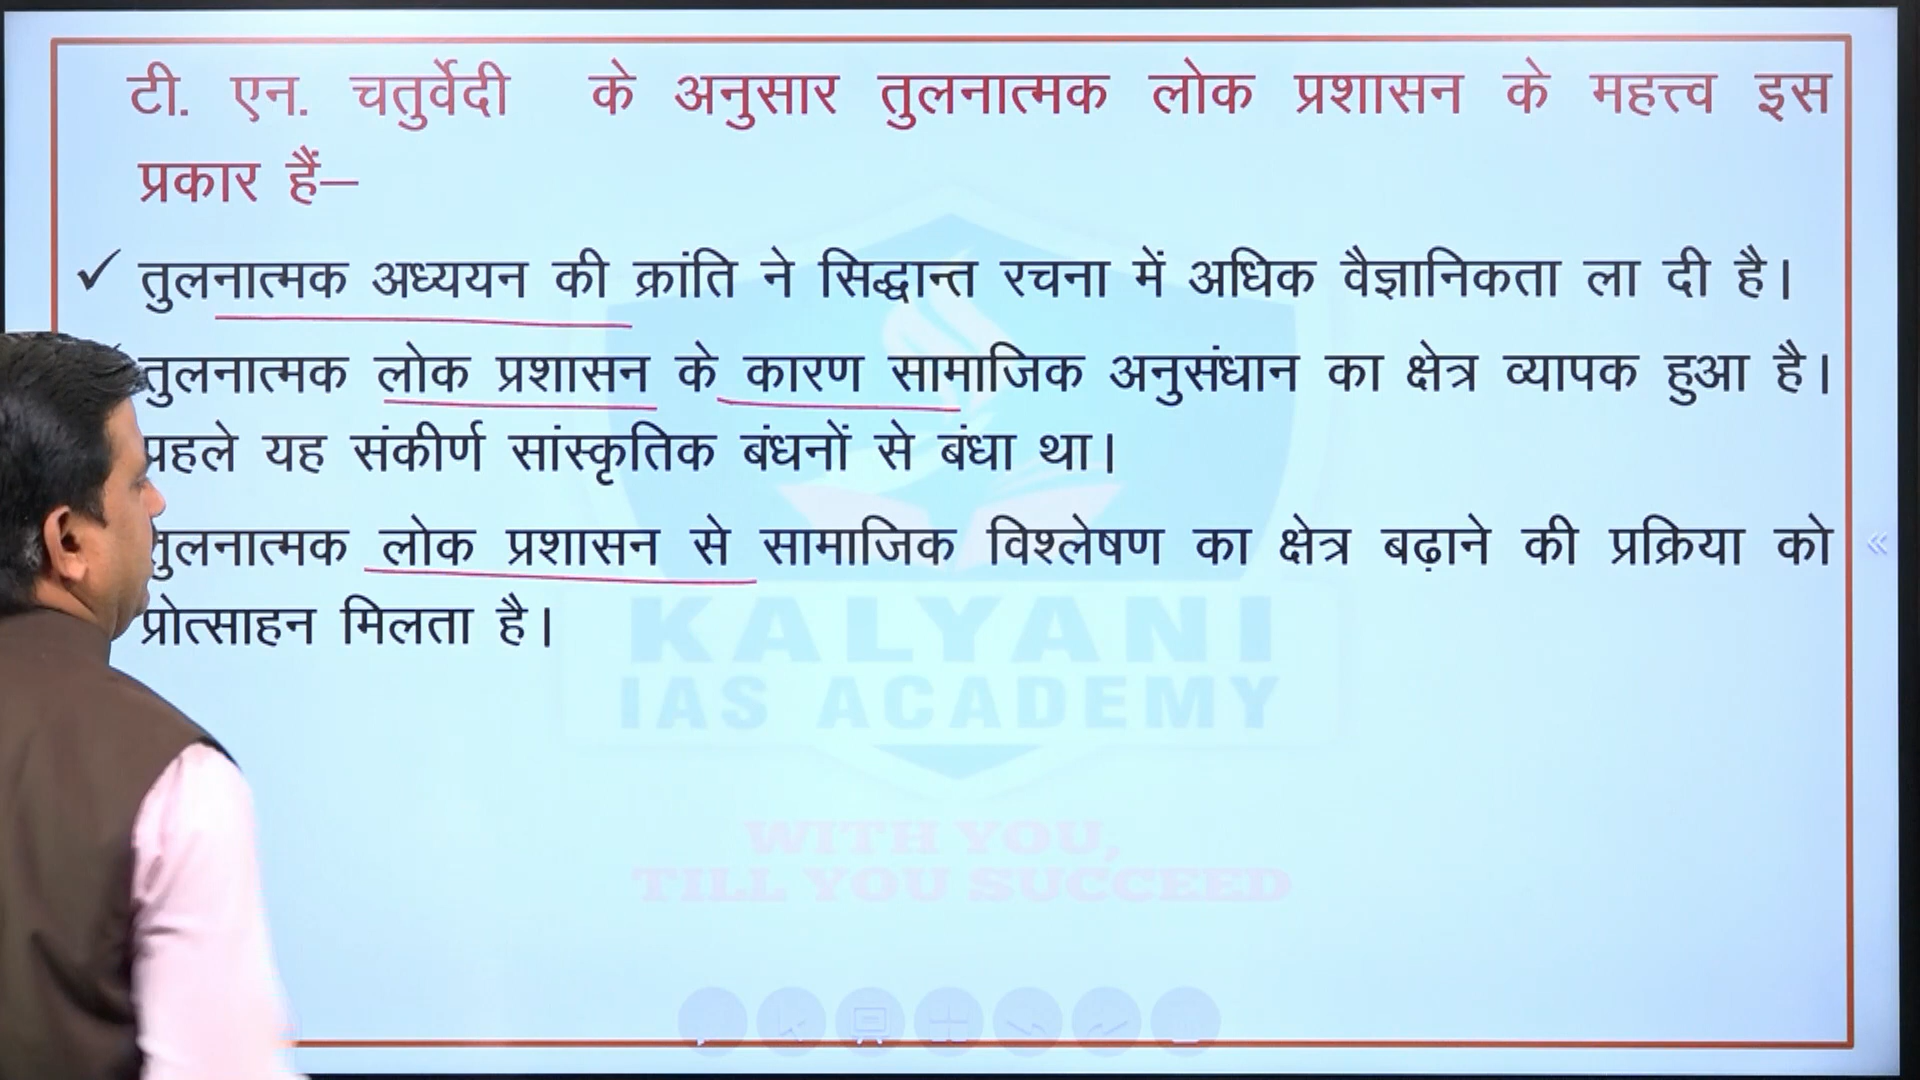 टी. एन. चतुर्वेदी के अनुसार तुलनात्मक लोक प्रशासन के महत्त्व इस
प्रकार हैं—
✓ तुलनात्मक अध्ययन की क्रांति ने सिद्धान्त रचना में अधिक वैज्ञानिकता ला दी है।
तुलनात्मक लोक प्रशासन के कारण सामाजिक अनुसंधान का क्षेत्र व्यापक हुआ है।
पहले यह संकीर्ण सांस्कृतिक बंधनों से बंधा था।
तुलनात्मक लोक प्रशासन से सामाजिक विश्लेषण का क्षेत्र बढ़ाने की प्रक्रिया को
प्रोत्साहन मिलता है।
KALYANI
IAS ACADEMY
WITH YOU,
TILL YOU SUCCEED